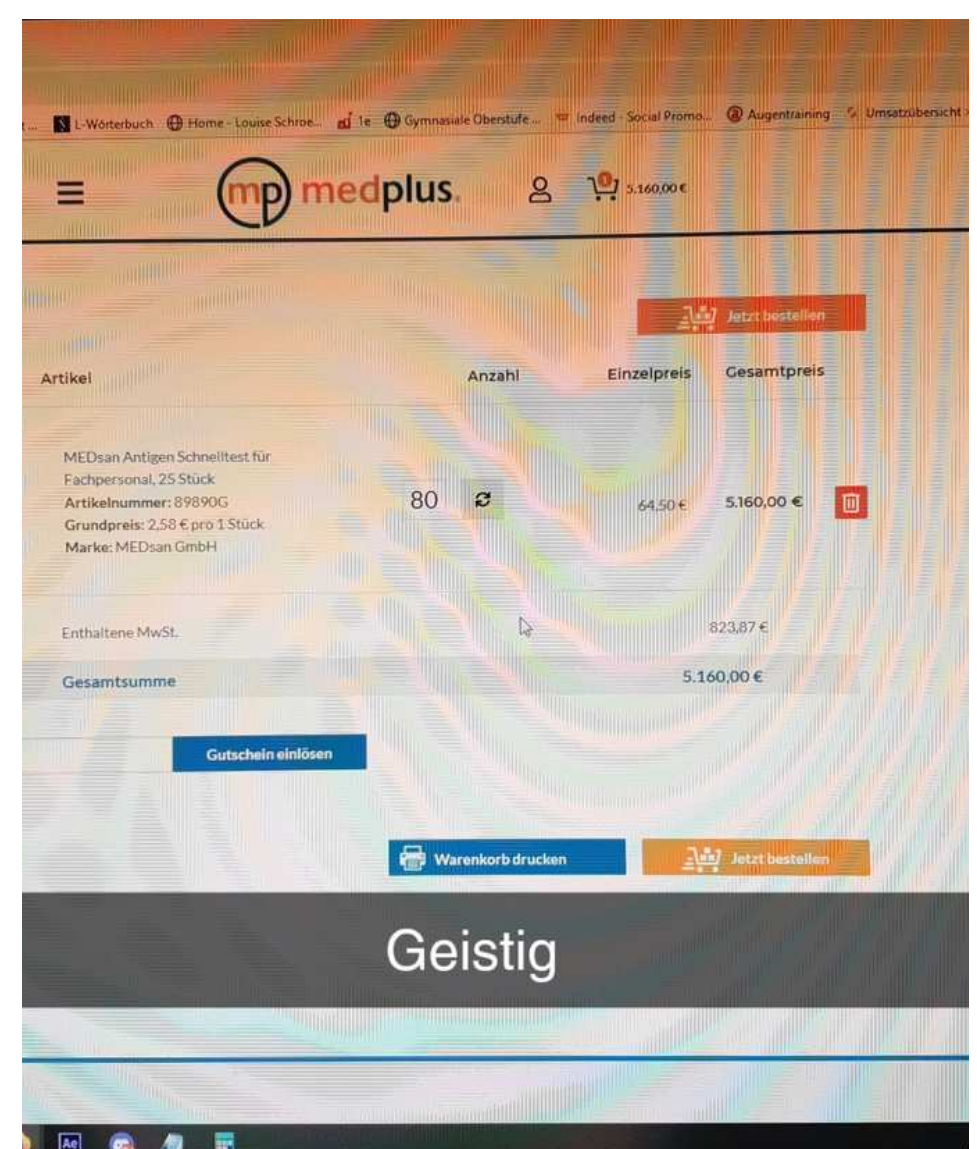 L-Wörterbuch Home - Louise Schroe... 1e Gymnasiale Oberstufe ... Indeed - Social Promo... Augentraining Umsatzübersicht
mp medplus. 1 5.160,00 €
Jetzt bestellen
Artikel Anzahl Einzelpreis Gesamtpreis
MEDsan Antigen Schnelltest für
Fachpersonal, 25 Stück
Artikelnummer: 89890G
Grundpreis: 2,58 € pro 1 Stück
Marke: MEDsan GmbH
80 64,50 € 5.160,00 €
Enthaltene MwSt. 823,87 €
Gesamtsumme 5.160,00 €
Gutschein einlösen
Warenkorb drucken Jetzt bestellen
Geistig
Ae